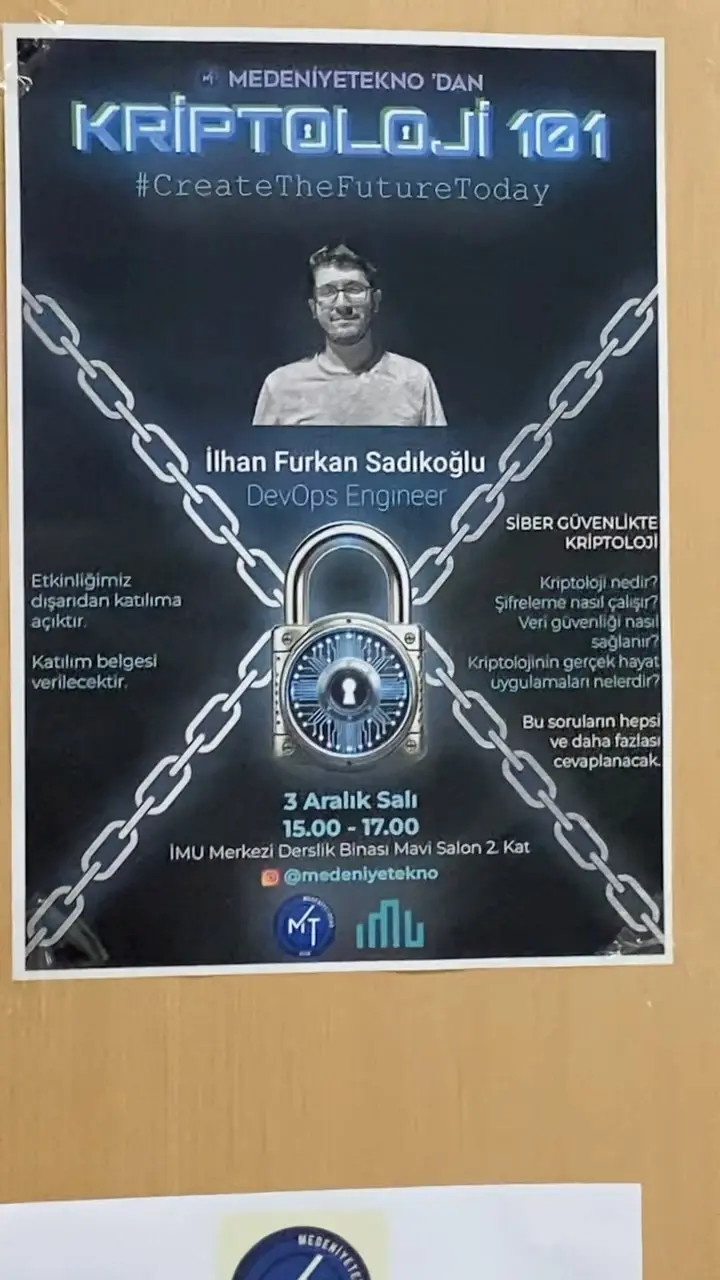 MEDENİYETEKNO 'DAN
KRİPTOLOJİ 101
#CreateTheFutureToday
İlhan Furkan Sadıkoğlu
DevOps Engineer
SİBER GÜVENLİKTE
KRİPTOLOJİ
Etkinliğimiz
dışarıdan katılıma
açıktır.
Katılım belgesi
verilecektir.
Kriptoloji nedir?
Şifreleme nasıl çalışır?
Veri güvenliği nasıl
sağlanır?
Kriptolojinin gerçek hayat
uygulamaları nelerdir?
Bu soruların hepsi
ve daha fazlası
cevaplanacak.
3 Aralık Salı
15.00 - 17.00
İMU Merkezi Derslik Binası Mavi Salon 2. Kat
@medeniyetekno
MT
imu
MEDENİYETE